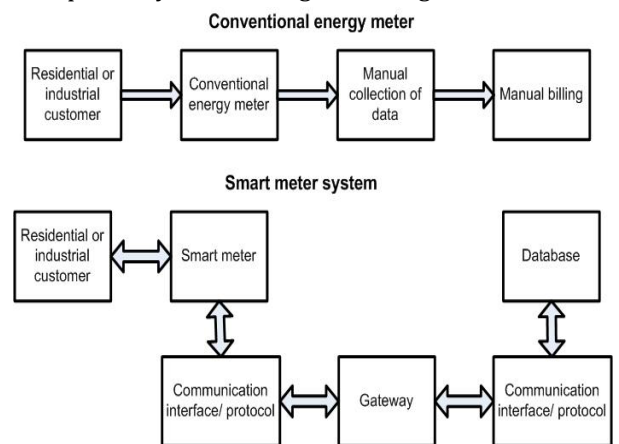 Conventional energy meter
Residential or
industrial
customer
Conventional
energy meter
Manual
collection of
data
Manual billing
Smart meter system
Residential or
industrial
customer
Smart meter
Database
Communication
interface/ protocol
Gateway
Communication
interface/ protocol